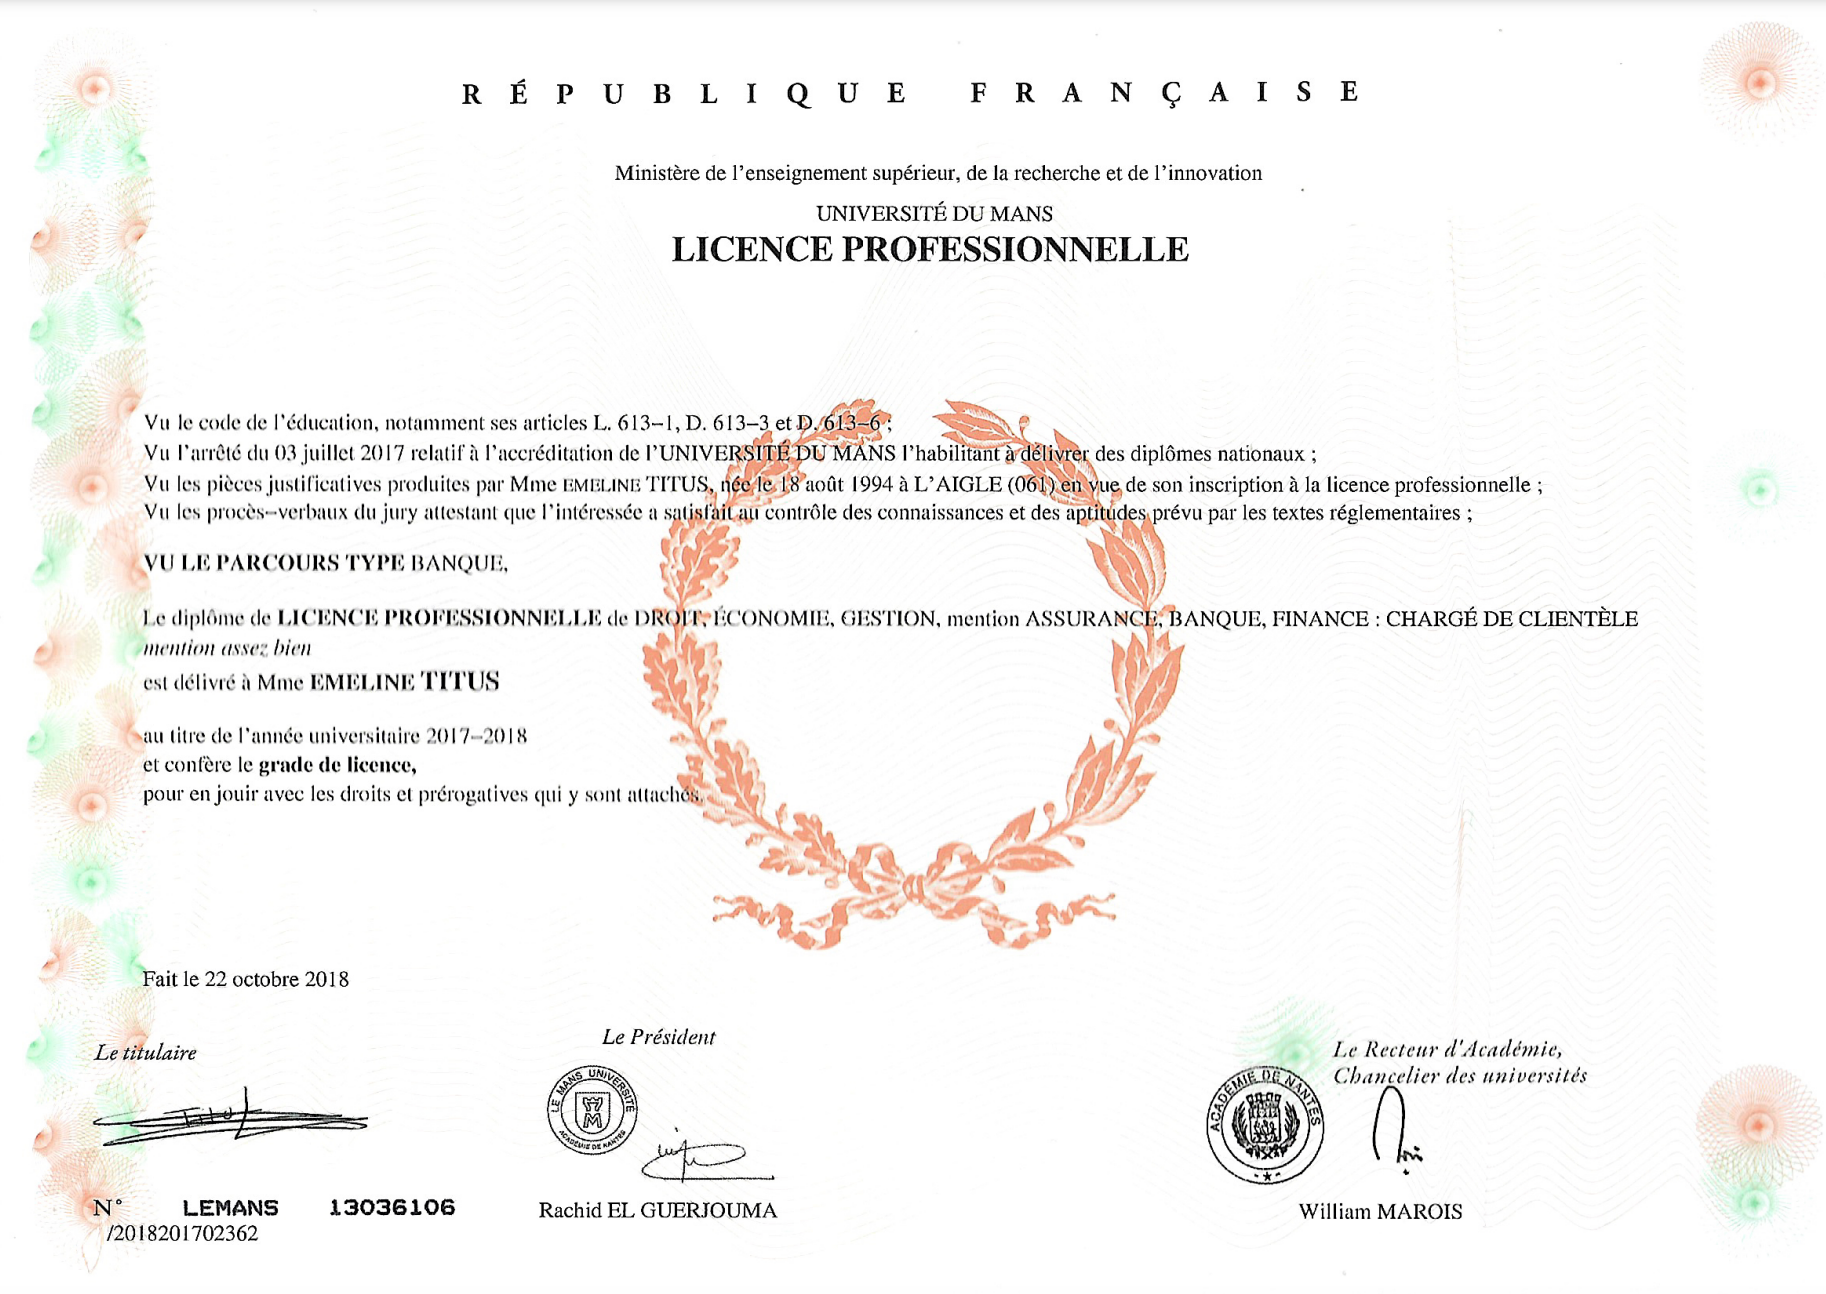 RÉPUBLIQUE FRANÇAISE
Ministère de l'enseignement supérieur, de la recherche et de l'innovation
UNIVERSITÉ DU MANS
LICENCE PROFESSIONNELLE
Vu le code de l'éducation, notamment ses articles L. 613-1, D. 613-3 et D. 613-6 ;
Vu l'arrêté du 03 juillet 2017 relatif à l'accréditation de l'UNIVERSITÉ DU MANS l'habilitant à délivrer des diplômes nationaux ;
Vu les pièces justificatives produites par Mme EMELINE TITUS, née le 18 août 1994 à L'AIGLE (061) en vue de son inscription à la licence professionnelle ;
Vu les procès-verbaux du jury attestant que l'intéressée a satisfait au contrôle des connaissances et des aptitudes prévu par les textes réglementaires ;
VU LE PARCOURS TYPE BANQUE,
Le diplôme de LICENCE PROFESSIONNELLE de DROIT, ÉCONOMIE, GESTION, mention ASSURANCE, BANQUE, FINANCE : CHARGÉ DE CLIENTÈLE
mention assez bien
est délivré à Mme EMELINE TITUS
au titre de l'année universitaire 2017-2018
et confère le grade de licence,
pour en jouir avec les droits et prérogatives qui y sont attachés.
Fait le 22 octobre 2018
Le titulaire
Le Président
Le Recteur d'Académie,
Chancelier des universités
LE MANS UNIVERSITÉ
ACADÉMIE DE NANTES
ACADÉMIE DE NANTES
N° LEMANS 13036106
/2018201702362
Rachid EL GUERJOUMA
William MAROIS